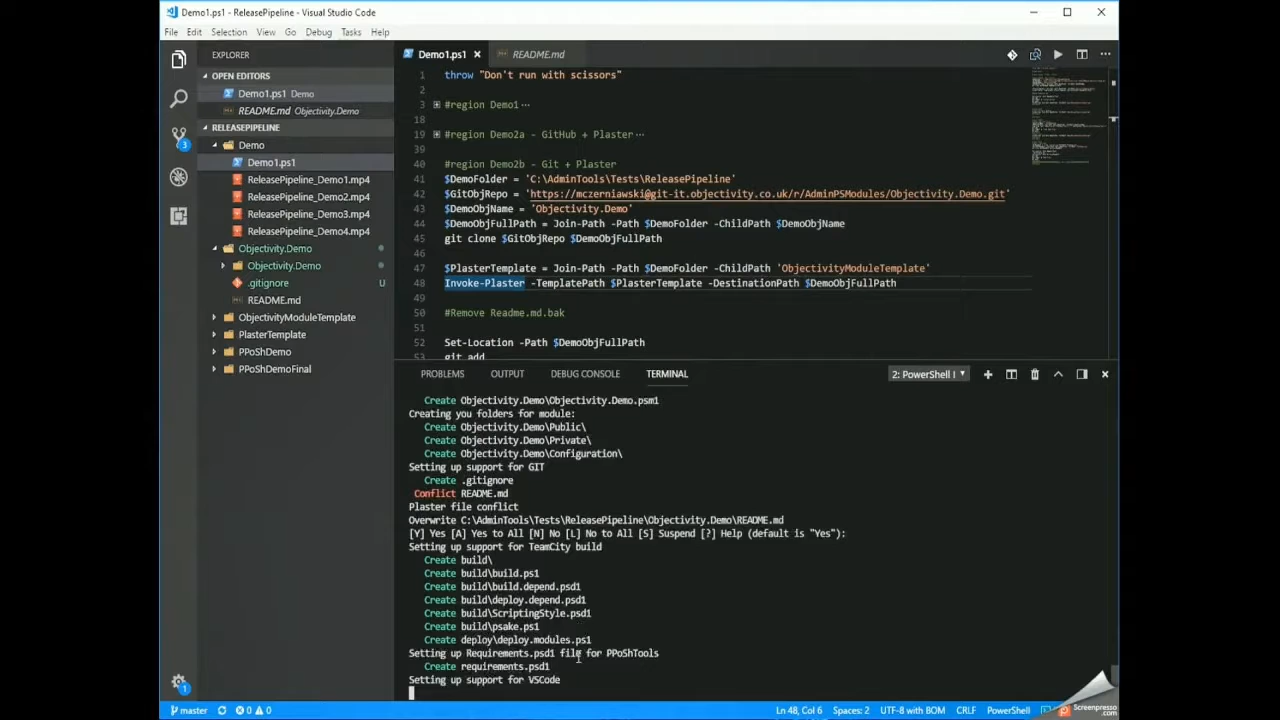 Demo1.ps1 - ReleasePipeline - Visual Studio Code
File Edit Selection View Go Debug Tasks Help
EXPLORER
OPEN EDITORS
Demo1.ps1 Demo
README.md Objectivity.Demo
RELEASEPIPELINE
Demo
Demo1.ps1
ReleasePipeline_Demo1.mp4
ReleasePipeline_Demo2.mp4
ReleasePipeline_Demo3.mp4
ReleasePipeline_Demo4.mp4
Objectivity.Demo
Objectivity.Demo
.gitignore U
README.md
ObjectivityModuleTemplate
PlasterTemplate
PPoShDemo
PPoShDemoFinal
3
1
Demo1.ps1 README.md
1 throw "Don't run with scissors"
2
3 #region Demo1...
18
19 #region Demo2a - GitHub + Plaster...
39
40 #region Demo2b - Git + Plaster
41 $DemoFolder = 'C:\AdminTools\Tests\ReleasePipeline'
42 $GitObjRepo = 'https://mczerniawski@git-it.objectivity.co.uk/r/AdminPSModules/Objectivity.Demo.git'
43 $DemoObjName = 'Objectivity.Demo'
44 $DemoObjFullPath = Join-Path -Path $DemoFolder -ChildPath $DemoObjName
45 git clone $GitObjRepo $DemoObjFullPath
46
47 $PlasterTemplate = Join-Path -Path $DemoFolder -ChildPath 'ObjectivityModuleTemplate'
48 Invoke-Plaster -TemplatePath $PlasterTemplate -DestinationPath $DemoObjFullPath
49
50 #Remove Readme.md.bak
51
52 Set-Location -Path $DemoObjFullPath
53 git add
PROBLEMS OUTPUT DEBUG CONSOLE TERMINAL 2: PowerShell I
Create Objectivity.Demo\Objectivity.Demo.psm1
Creating you folders for module:
Create Objectivity.Demo\Public\
Create Objectivity.Demo\Private\
Create Objectivity.Demo\Configuration\
Setting up support for GIT
Create .gitignore
Conflict README.md
Plaster file conflict
Overwrite C:\AdminTools\Tests\ReleasePipeline\Objectivity.Demo\README.md
[Y] Yes [A] Yes to All [N] No [L] No to All [S] Suspend [?] Help (default is "Yes"):
Setting up support for TeamCity build
Create build\
Create build\build.ps1
Create build\build.depend.psd1
Create build\deploy.depend.psd1
Create build\ScriptingStyle.psd1
Create build\psake.ps1
Create deploy\deploy.modules.ps1
Setting up Requirements.psd1 file for PPoShTools
Create requirements.psd1
Setting up support for VSCode
master 0 0 Ln 48, Col 6 Spaces: 2 UTF-8 with BOM CRLF PowerShell
Screenpresso.com